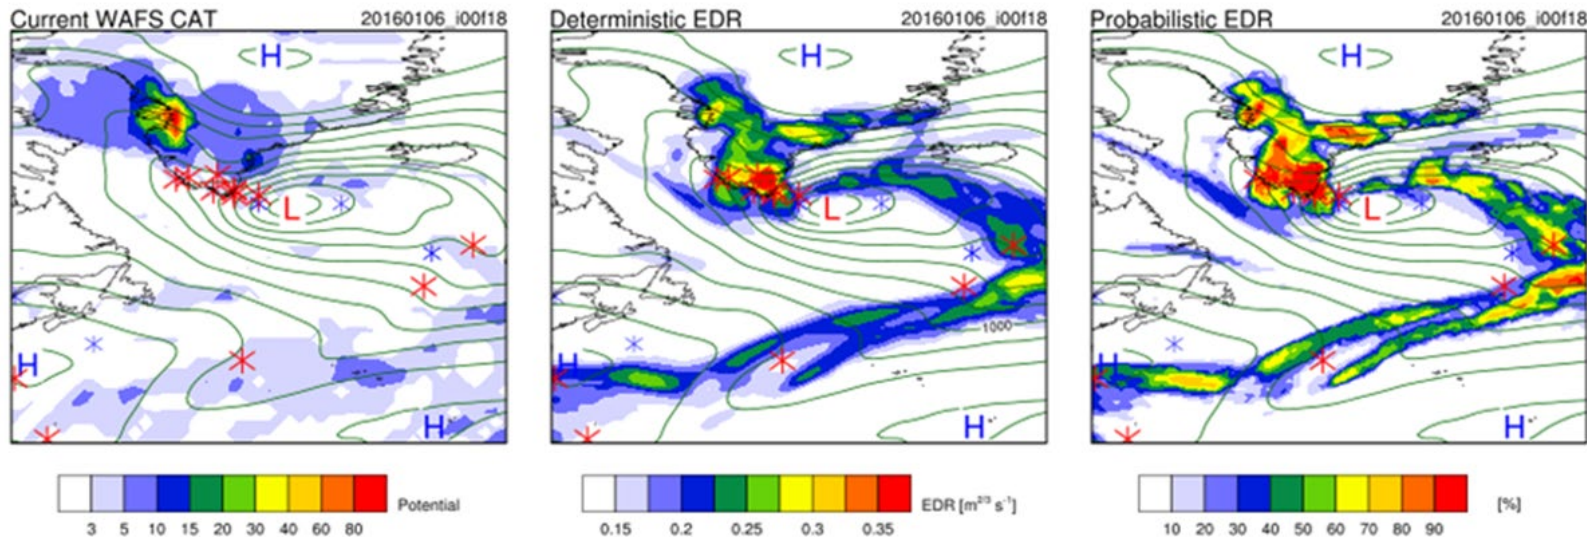 Current WAFS CAT 20160106_i00f18
Deterministic EDR 20160106_i00f18
Probabilistic EDR 20160106_i00f18
H H H
L L L
1000
H H H
H H H
Potential
3 5 10 15 20 30 40 60 80
EDR [m²ᐟ³ s⁻¹]
0.15 0.2 0.25 0.3 0.35
[%]
10 20 30 40 50 60 70 80 90